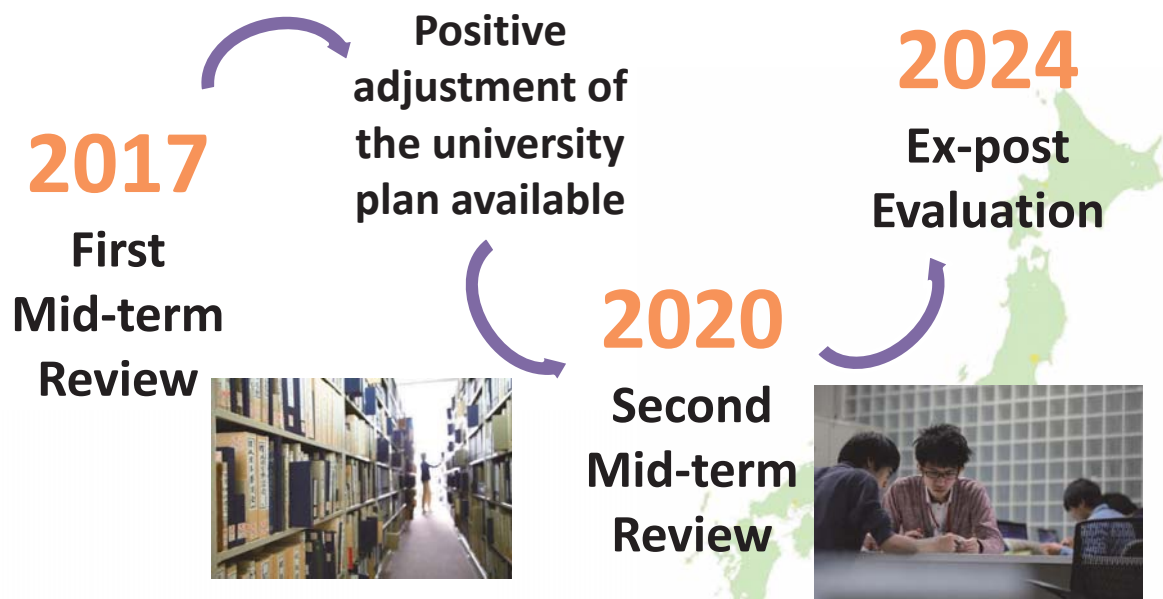 2017
First
Mid-term
Review
Positive
adjustment of
the university
plan available
2020
Second
Mid-term
Review
2024
Ex-post
Evaluation